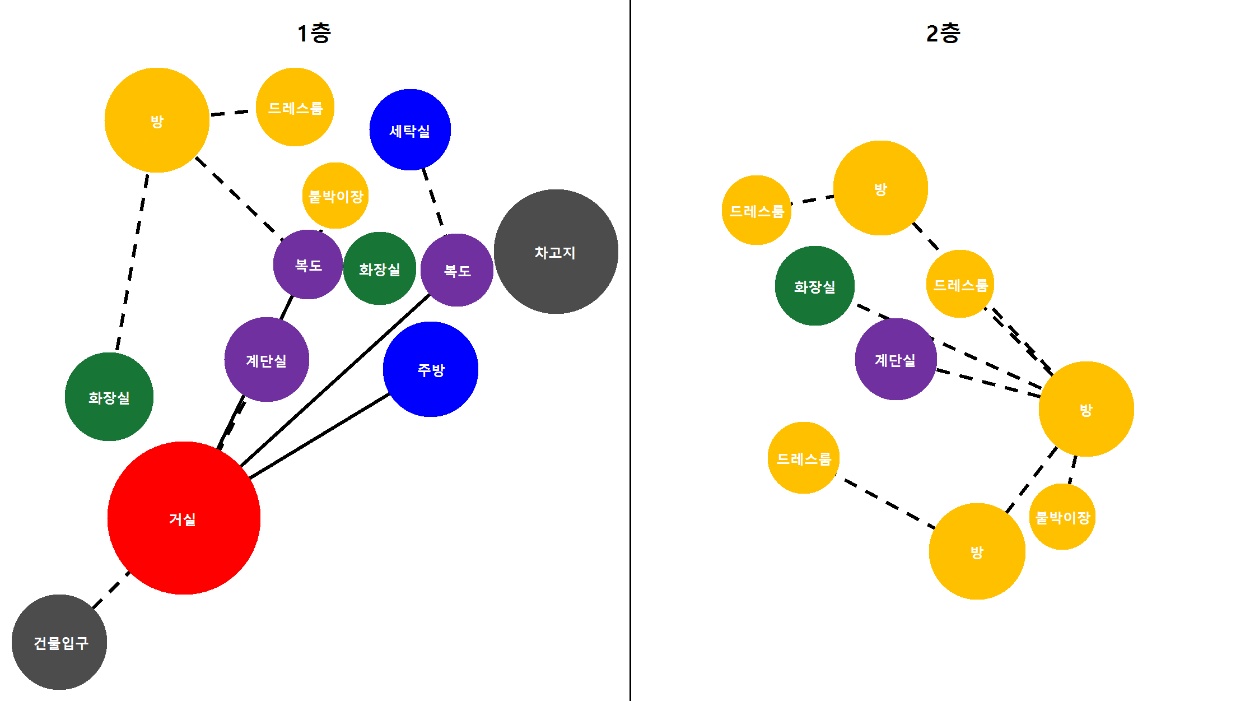 1층
방
드레스룸
세탁실
붙박이장
복도
화장실
복도
차고지
계단실
주방
화장실
거실
건물입구
2층
방
드레스룸
화장실
드레스룸
계단실
방
드레스룸
붙박이장
방